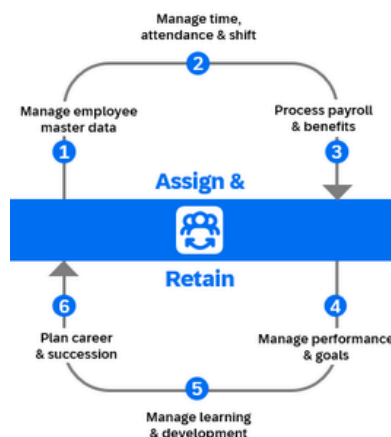 Manage time,
attendance & shift
2
Manage employee
master data
1
Process payroll
& benefits
3
Assign &
Retain
6
Plan career
& succession
4
Manage performance
& goals
5
Manage learning
& development